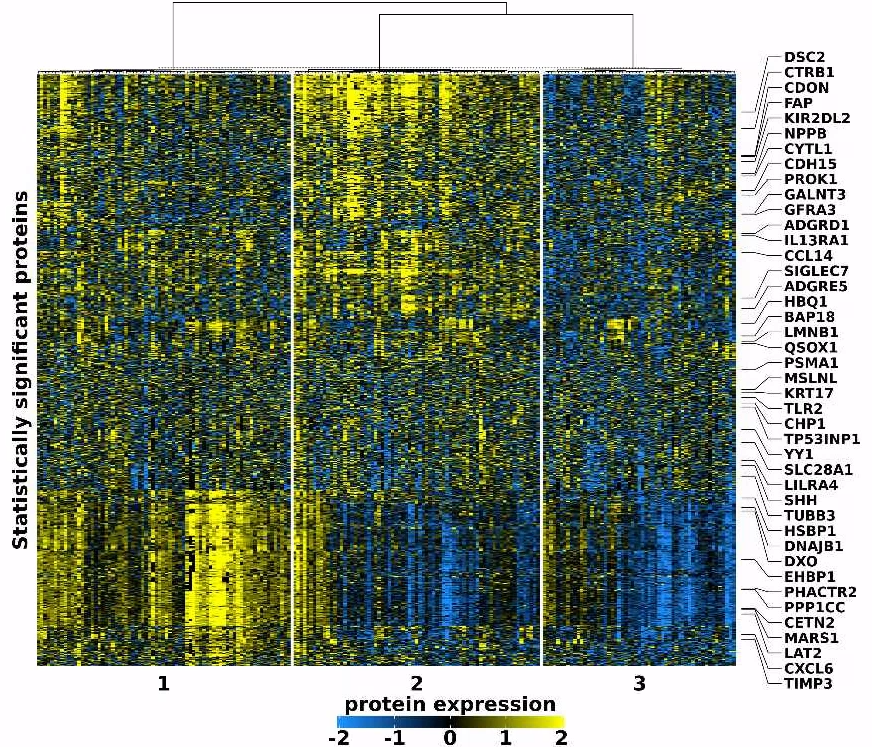 DSC2
CTRB1
CDON
FAP
KIR2DL2
NPPB
CYTL1
CDH15
PROK1
GALNT3
GFRA3
ADGRD1
IL13RA1
CCL14
SIGLEC7
ADGRE5
HBQ1
BAP18
LMNB1
QSOX1
PSMA1
MSLNL
KRT17
TLR2
CHP1
TP53INP1
YY1
SLC28A1
LILRA4
SHH
TUBB3
HSBP1
DNAJB1
DXO
EHBP1
PHACTR2
PPP1CC
CETN2
MARS1
LAT2
CXCL6
TIMP3
Statistically significant proteins
1 2 3
protein expression
-2 -1 0 1 2